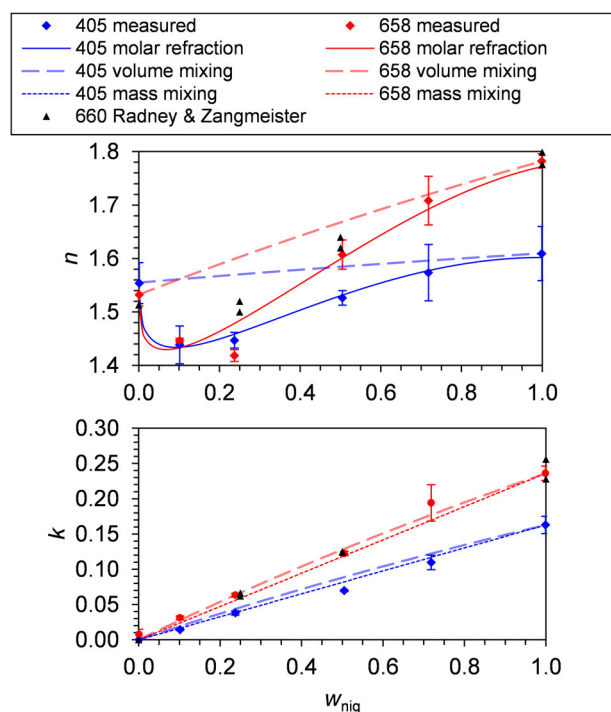 405 measured 658 measured
405 molar refraction 658 molar refraction
405 volume mixing 658 volume mixing
405 mass mixing 658 mass mixing
660 Radney & Zangmeister
1.8
1.7
n
1.6
1.5
1.4
0.0 0.2 0.4 0.6 0.8 1.0
0.30
0.25
0.20
k
0.15
0.10
0.05
0.00
0.0 0.2 0.4 0.6 0.8 1.0
wnig